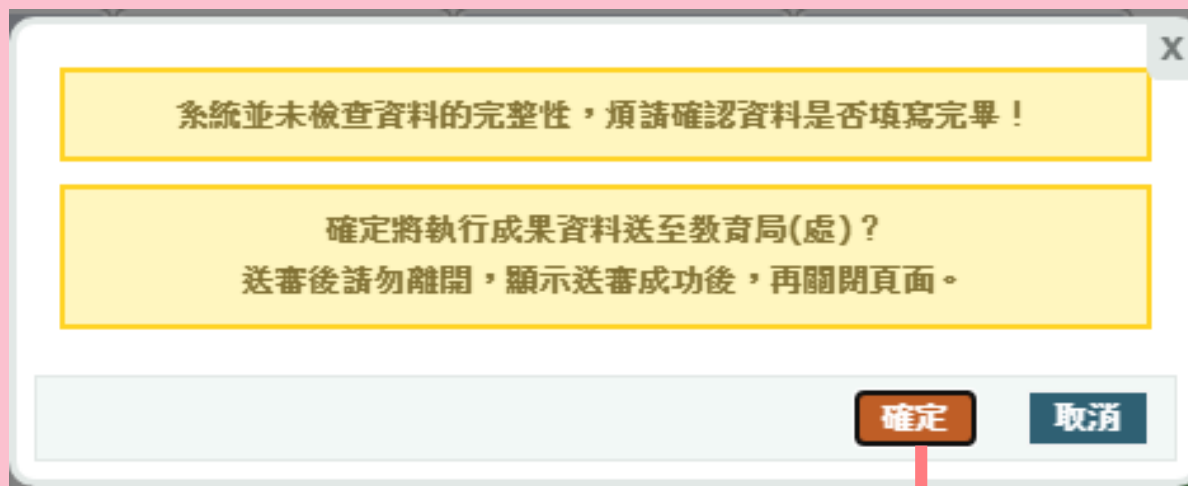 X
系統並未檢查資料的完整性，煩請確認資料是否填寫完畢！
確定將執行成果資料送至教育局(處)？
送審後請勿離開，顯示送審成功後，再關閉頁面。
確定 取消